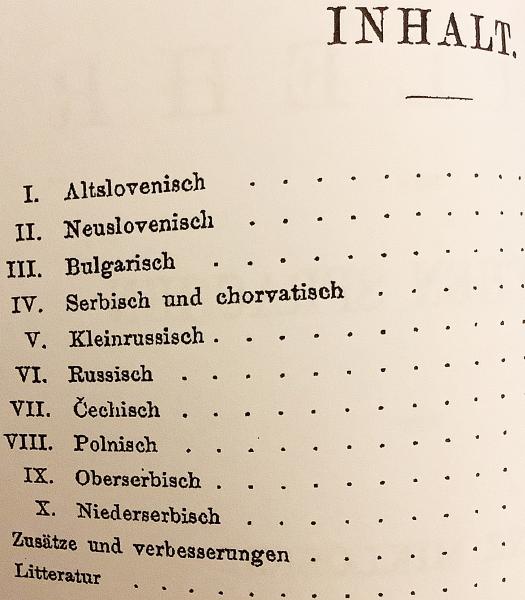 INHALT.
I. Altslovenisch . . . . . . . . .
II. Neuslovenisch . . . . . . . . .
III. Bulgarisch . . . . . . . . . .
IV. Serbisch und chorvatisch . . . . .
V. Kleinrussisch . . . . . . . . . .
VI. Russisch . . . . . . . . . . .
VII. Čechisch . . . . . . . . . . .
VIII. Polnisch . . . . . . . . . .
IX. Oberserbisch . . . . . . . . . .
X. Niederserbisch . . . . . . . . .
Zusätze und verbesserungen . . . . . . .
Litteratur . . . . . . . . . . . .